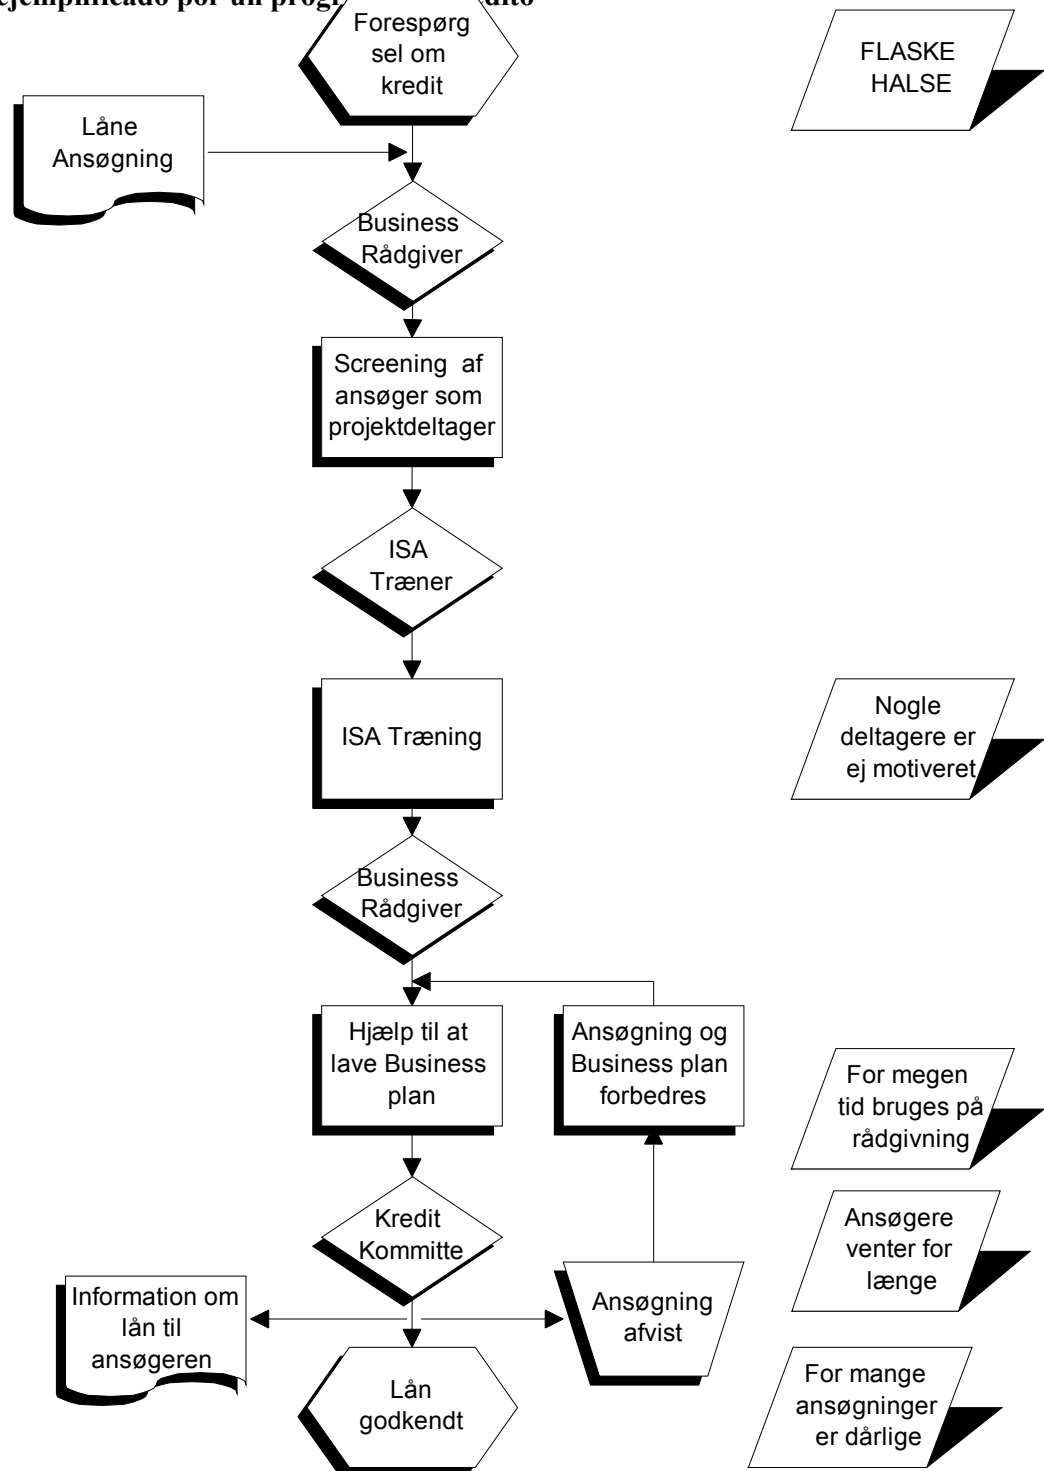 ejemplificado por un
Forespørg
sel om
kredit
FLASKE
HALSE
Låne
Ansøgning
Business
Rådgiver
Screening af
ansøger som
projektdeltager
ISA
Træner
ISA Træning
Nogle
deltagere er
ej motiveret
Business
Rådgiver
Hjælp til at
lave Business
plan
Ansøgning og
Business plan
forbedres
For megen
tid bruges på
rådgivning
Kredit
Kommitte
Ansøgere
venter for
længe
Information om
lån til
ansøgeren
Ansøgning
afvist
Lån
godkendt
For mange
ansøgninger
er dårlige